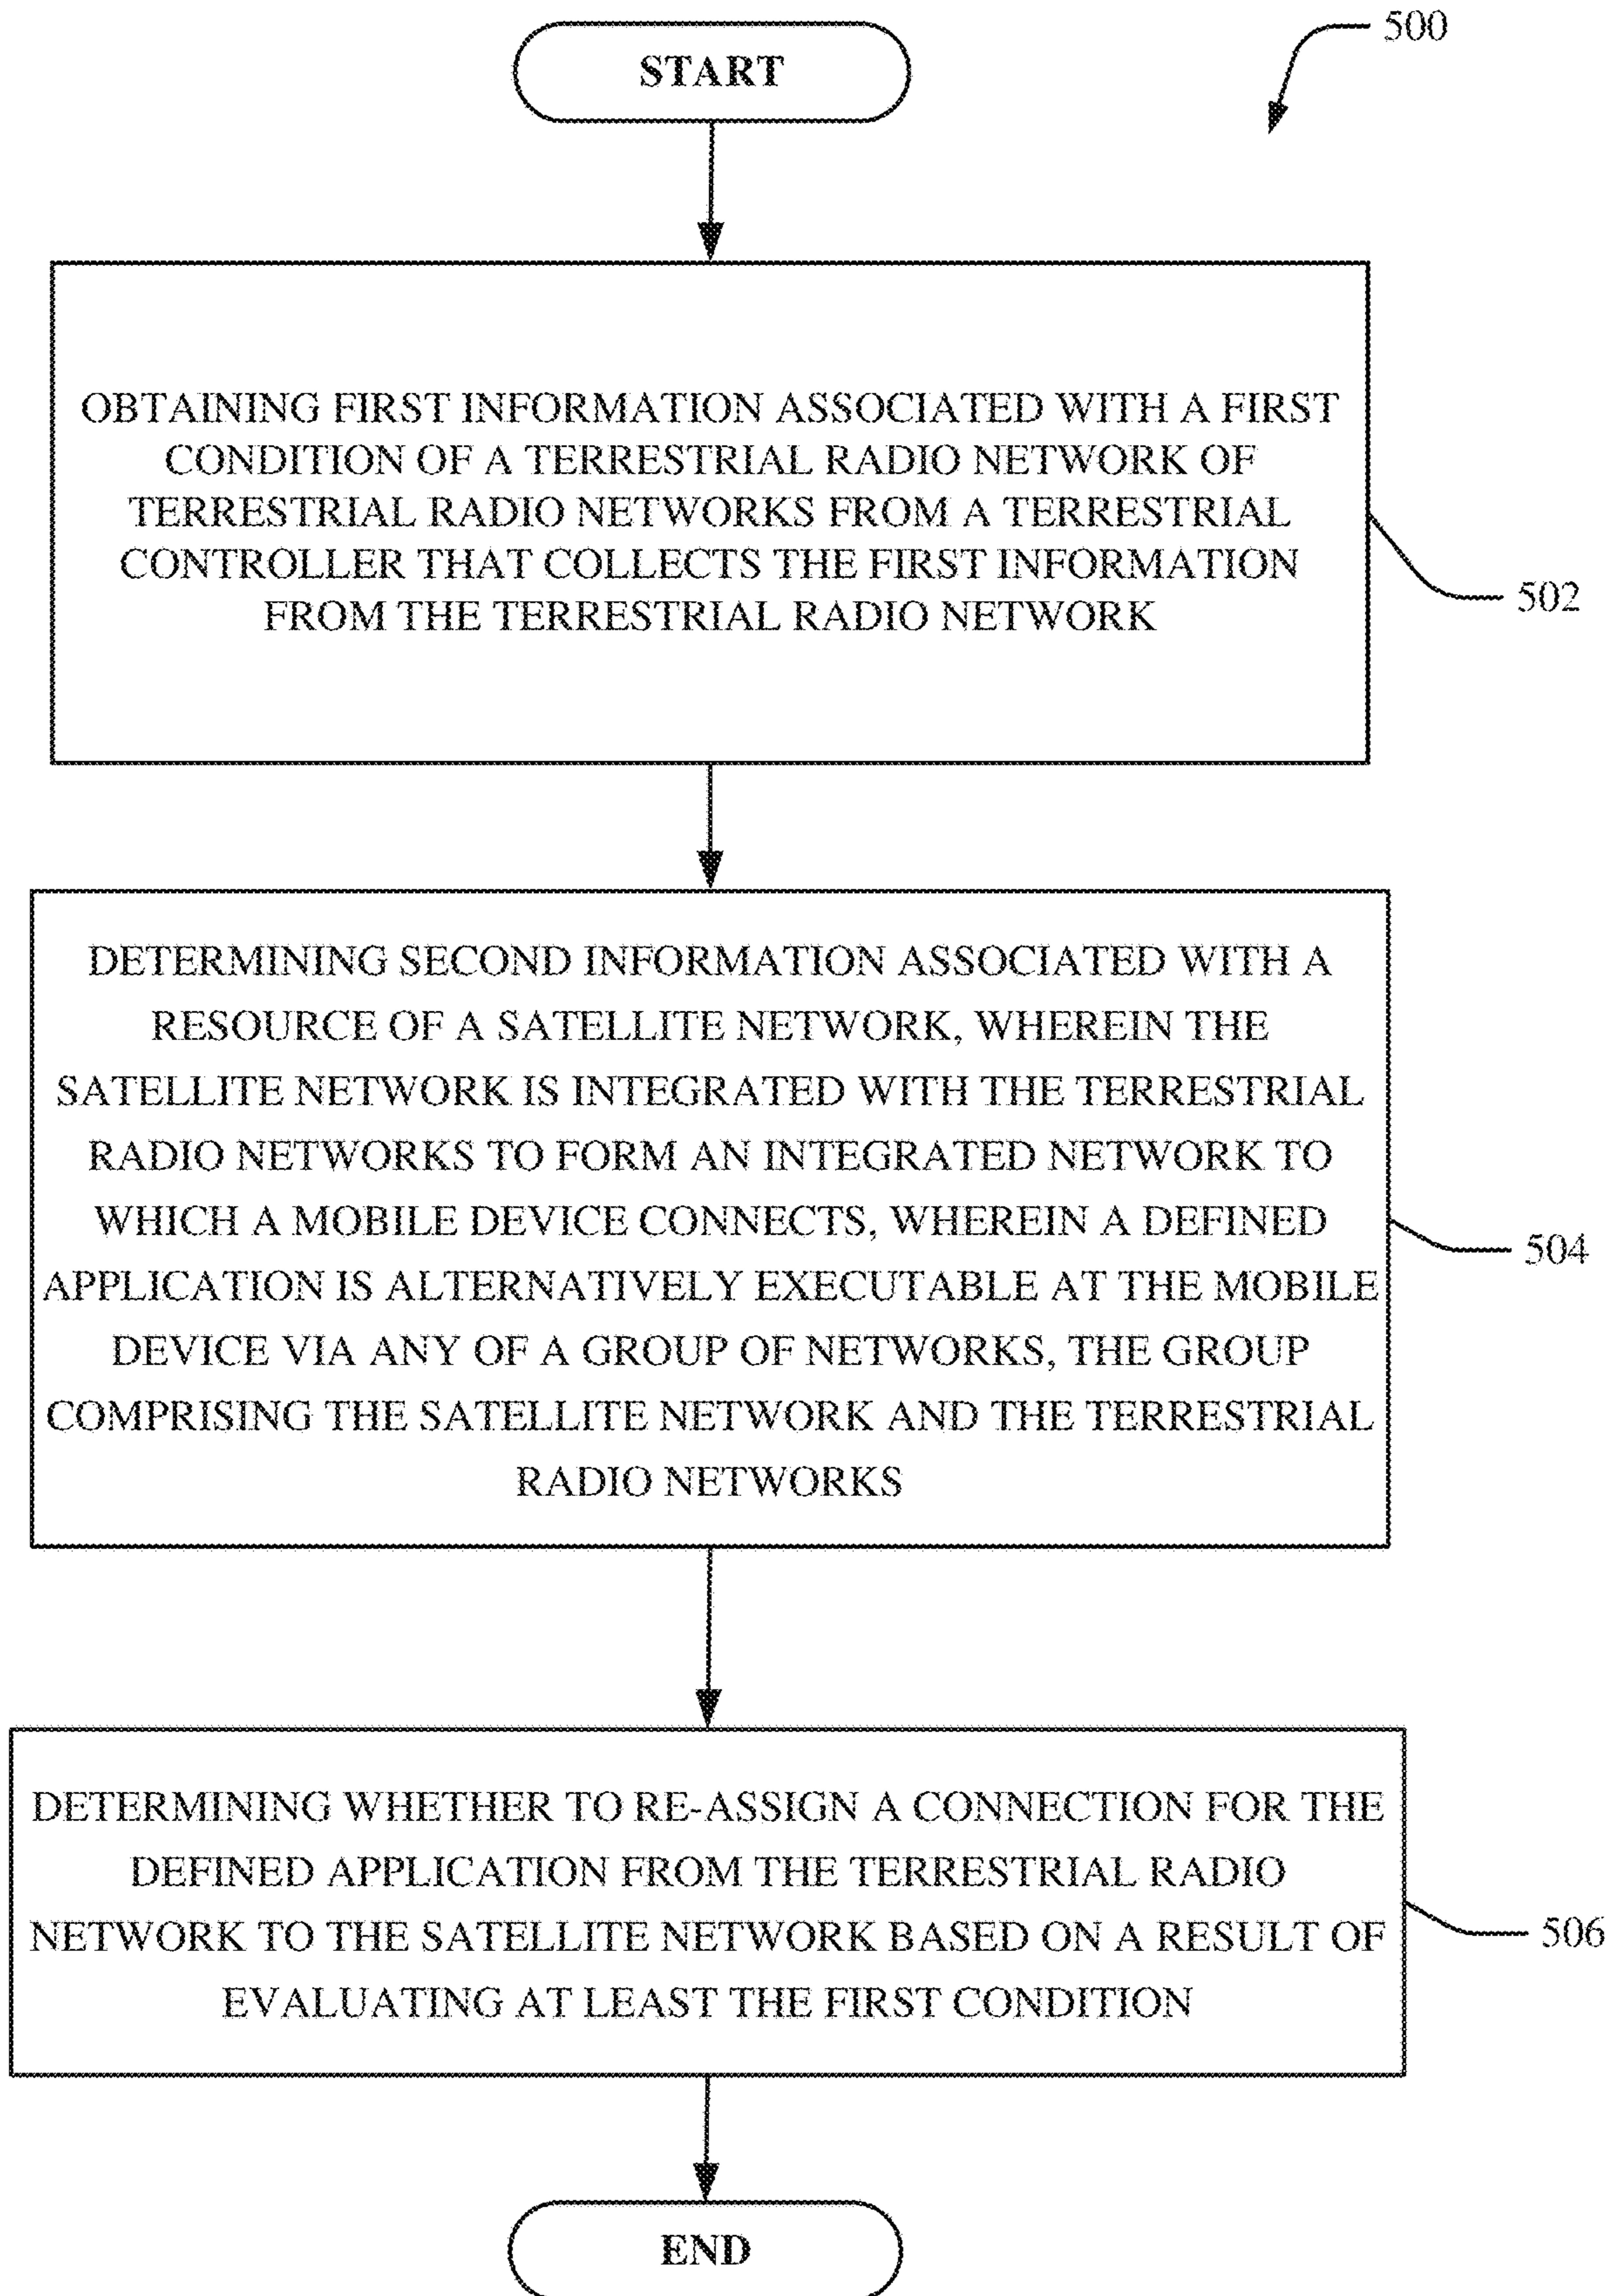 500
START
OBTAINING FIRST INFORMATION ASSOCIATED WITH A FIRST
CONDITION OF A TERRESTRIAL RADIO NETWORK OF
TERRESTRIAL RADIO NETWORKS FROM A TERRESTRIAL
CONTROLLER THAT COLLECTS THE FIRST INFORMATION
FROM THE TERRESTRIAL RADIO NETWORK
502
DETERMINING SECOND INFORMATION ASSOCIATED WITH A
RESOURCE OF A SATELLITE NETWORK, WHEREIN THE
SATELLITE NETWORK IS INTEGRATED WITH THE TERRESTRIAL
RADIO NETWORKS TO FORM AN INTEGRATED NETWORK TO
WHICH A MOBILE DEVICE CONNECTS, WHEREIN A DEFINED
APPLICATION IS ALTERNATIVELY EXECUTABLE AT THE MOBILE
DEVICE VIA ANY OF A GROUP OF NETWORKS, THE GROUP
COMPRISING THE SATELLITE NETWORK AND THE TERRESTRIAL
RADIO NETWORKS
504
DETERMINING WHETHER TO RE-ASSIGN A CONNECTION FOR THE
DEFINED APPLICATION FROM THE TERRESTRIAL RADIO
NETWORK TO THE SATELLITE NETWORK BASED ON A RESULT OF
EVALUATING AT LEAST THE FIRST CONDITION
506
END